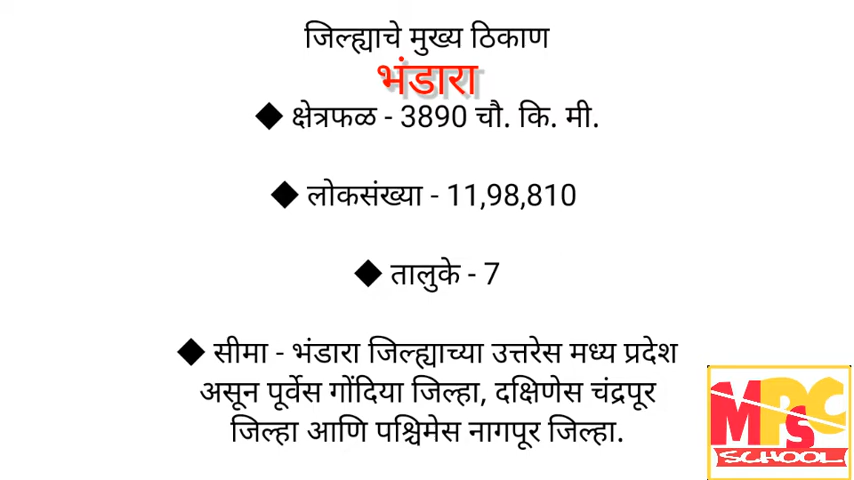 जिल्ह्याचे मुख्य ठिकाण
भंडारा
◆ क्षेत्रफळ - 3890 चौ. कि. मी.
◆ लोकसंख्या - 11,98,810
◆ तालुके - 7
◆ सीमा - भंडारा जिल्ह्याच्या उत्तरेस मध्य प्रदेश
असून पूर्वेस गोंदिया जिल्हा, दक्षिणेस चंद्रपूर
जिल्हा आणि पश्चिमेस नागपूर जिल्हा.
MPSC
SCHOOL